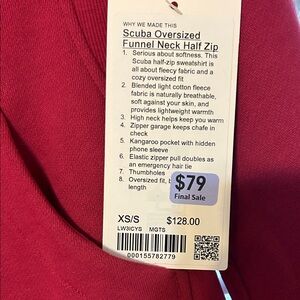 WHY WE MADE THIS
Scuba Oversized
Funnel Neck Half Zip
1. Serious about softness. This
Scuba half-zip sweatshirt is
all about fleecy fabric and a
cozy oversized fit
2. Blended light cotton fleece
fabric is naturally breathable,
soft against your skin, and
provides lightweight warmth
3. High neck helps keep you warm
4. Zipper garage keeps chafe in
check
5. Kangaroo pocket with hidden
phone sleeve
6. Elastic zipper pull doubles as
an emergency hair tie
7. Thumbholes
8. Oversized fit,
length
$79
Final Sale
XS/S $128.00
LW3ICYS MGTS
000155782779